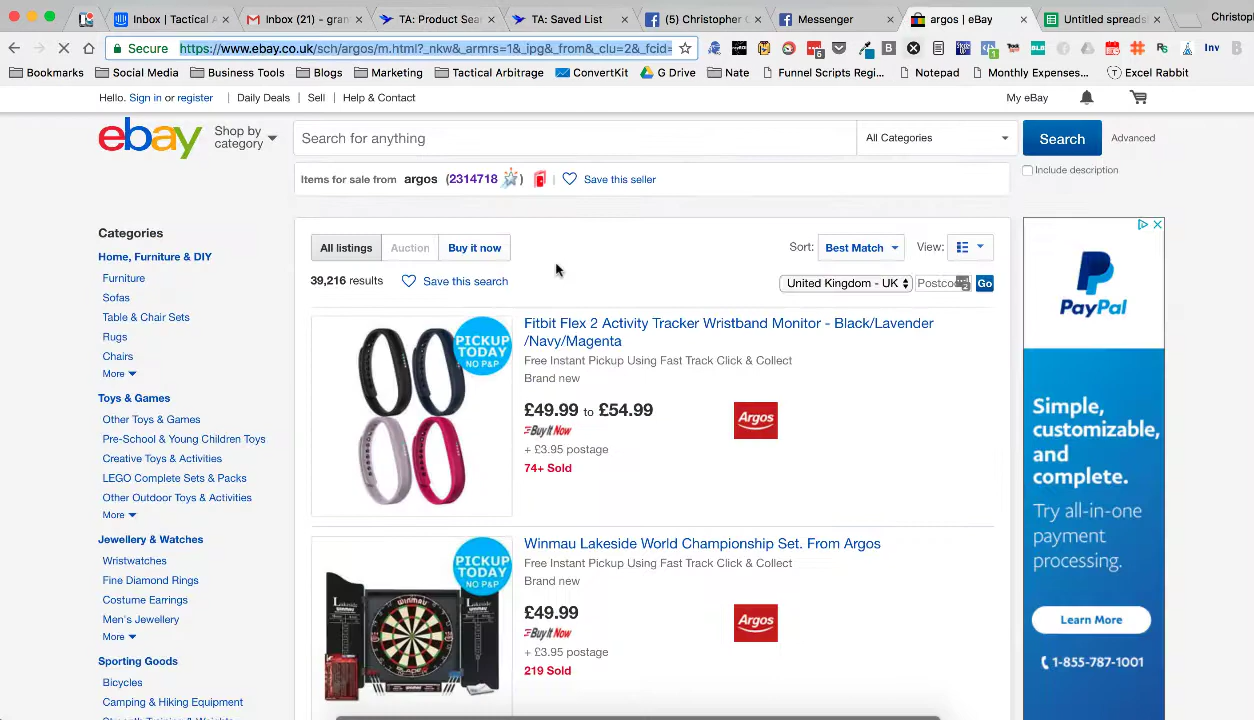 Inbox | Tactical A
Inbox (21) - gran
TA: Product Sear
TA: Saved List
(5) Christopher G
Messenger
argos | eBay
Untitled spreads
Christop
Secure
https://www.ebay.co.uk/sch/argos/m.html?_nkw&_armrs=1&_ipg&_from&_clu=2&_fcid=
Bookmarks
Social Media
Business Tools
Blogs
Marketing
Tactical Arbitrage
ConvertKit
G Drive
Nate
Funnel Scripts Regi...
Notepad
Monthly Expenses...
Excel Rabbit
Hello. Sign in or register
Daily Deals
Sell
Help & Contact
My eBay
ebay
Shop by category
Search for anything
All Categories
Search
Advanced
Include description
Items for sale from argos (2314718 )
Save this seller
Categories
Home, Furniture & DIY
Furniture
Sofas
Table & Chair Sets
Rugs
Chairs
More
Toys & Games
Other Toys & Games
Pre-School & Young Children Toys
Creative Toys & Activities
LEGO Complete Sets & Packs
Other Outdoor Toys & Activities
More
Jewellery & Watches
Wristwatches
Fine Diamond Rings
Costume Earrings
Men's Jewellery
More
Sporting Goods
Bicycles
Camping & Hiking Equipment
All listings
Auction
Buy it now
Sort: Best Match
View:
39,216 results
Save this search
United Kingdom - UK
Postco
Go
PICKUP TODAY NO P&P
Fitbit Flex 2 Activity Tracker Wristband Monitor - Black/Lavender
/Navy/Magenta
Free Instant Pickup Using Fast Track Click & Collect
Brand new
£49.99 to £54.99
Buy It Now
+ £3.95 postage
74+ Sold
Argos
PICKUP TODAY NO P&P
Winmau Lakeside World Championship Set. From Argos
Free Instant Pickup Using Fast Track Click & Collect
Brand new
£49.99
Buy It Now
+ £3.95 postage
219 Sold
Argos
PayPal
Simple,
customizable,
and
complete.
Try all-in-one
payment
processing.
Learn More
1-855-787-1001